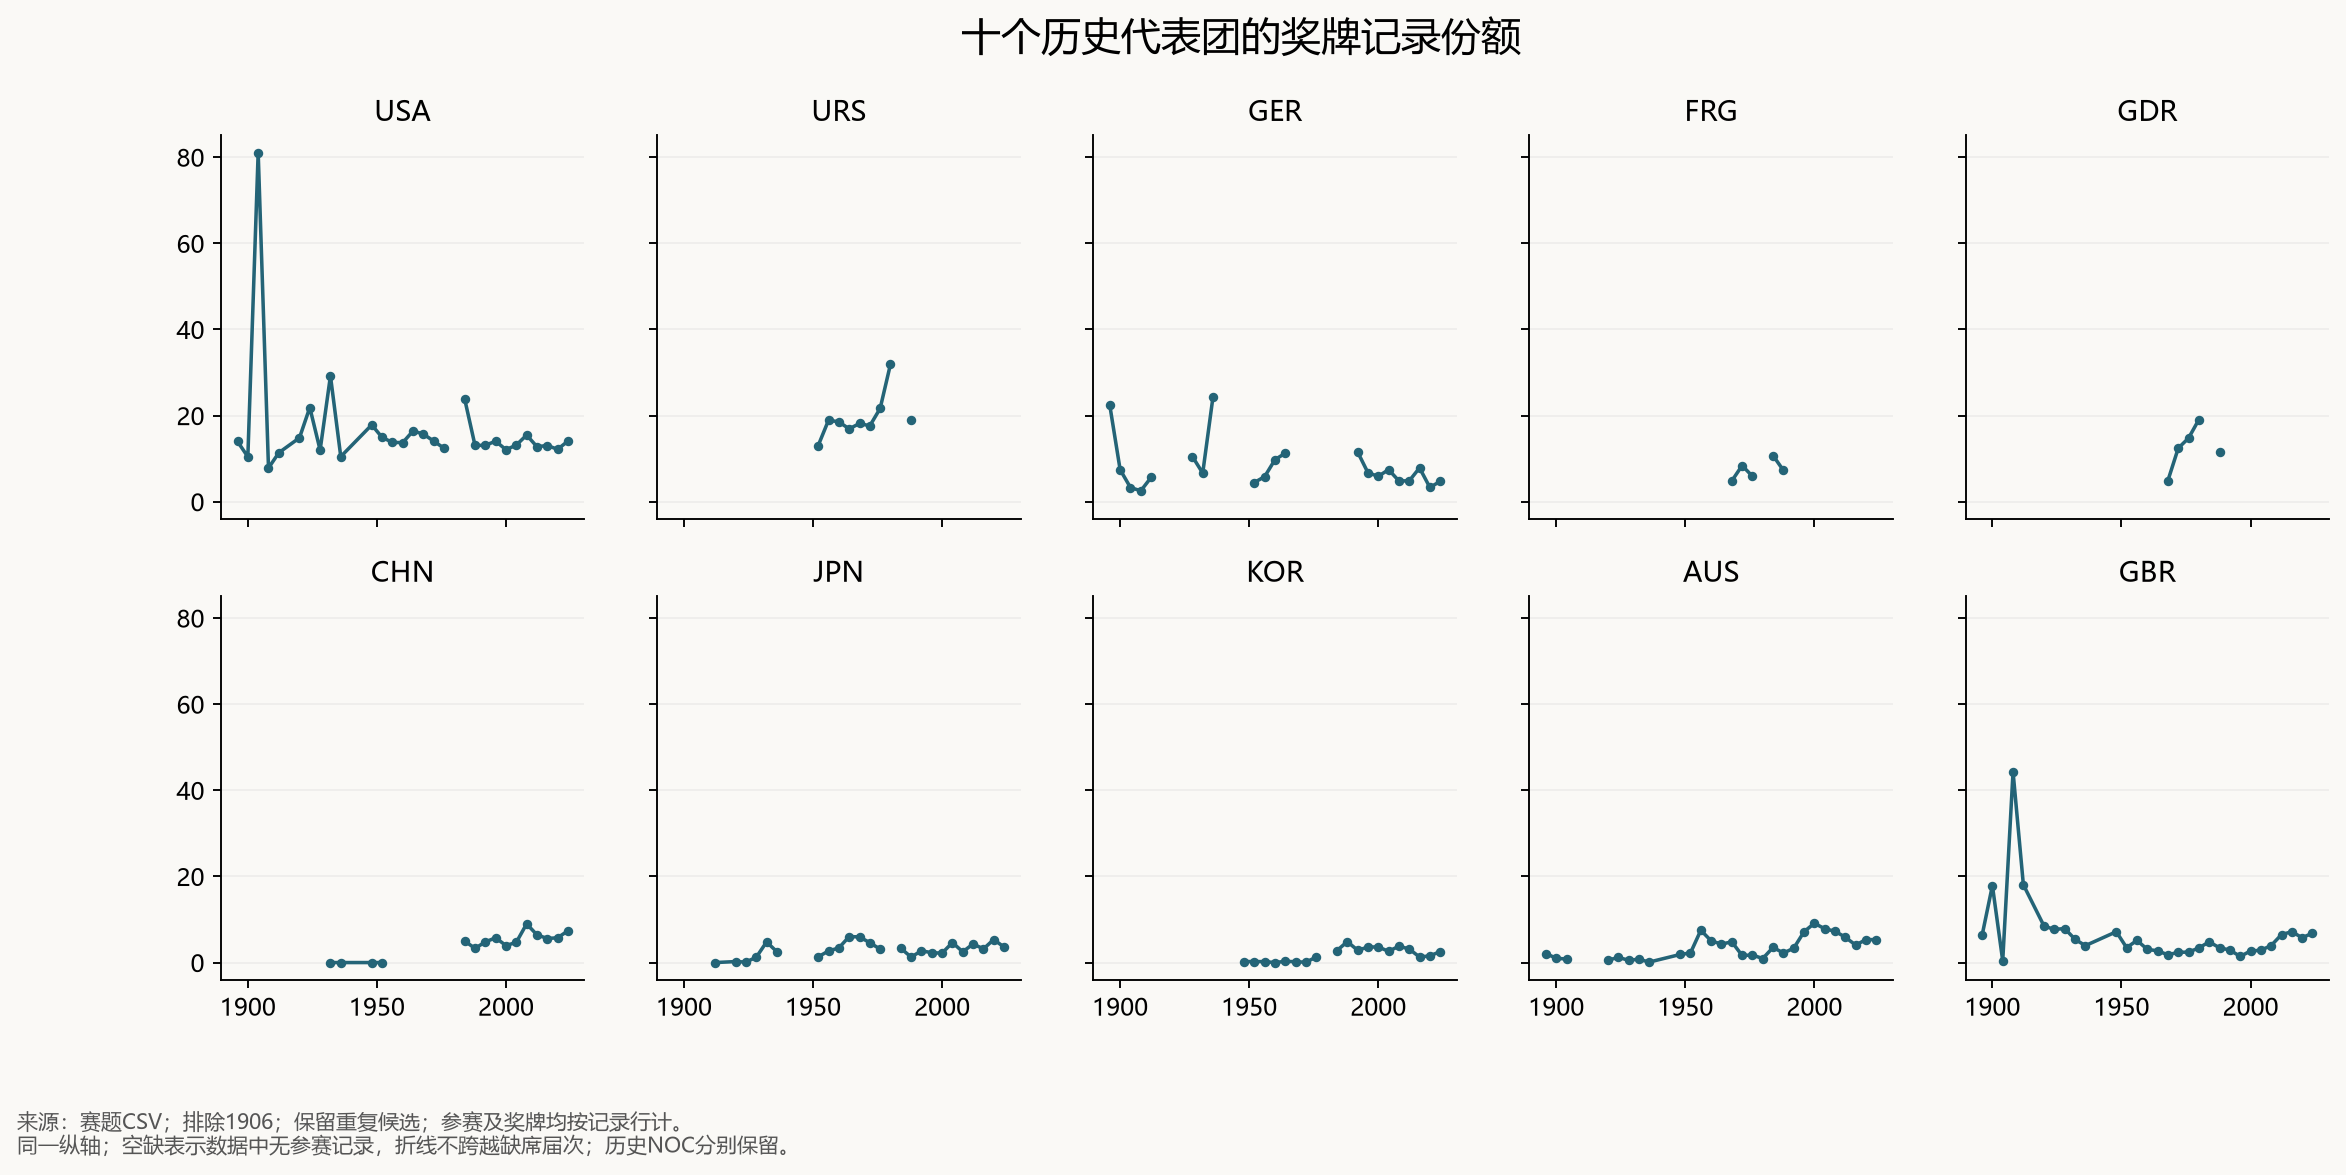 十个历史代表团的奖牌记录份额
USA
URS
GER
FRG
GDR
80
60
40
20
0
CHN
JPN
KOR
AUS
GBR
80
60
40
20
0
1900 1950 2000
1900 1950 2000
1900 1950 2000
1900 1950 2000
1900 1950 2000
来源：赛题CSV；排除1906；保留重复候选；参赛及奖牌均按记录行计。
同一纵轴；空缺表示数据中无参赛记录，折线不跨越缺席届次；历史NOC分别保留。